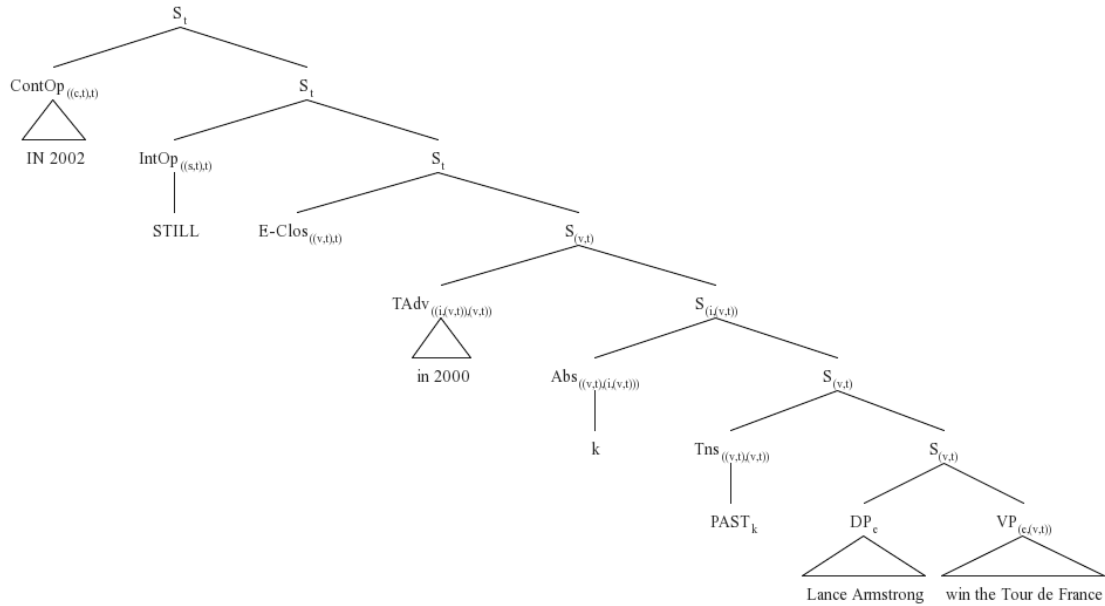 S_t
ContOp_((c,t),t) S_t
IN 2002 IntOp_((s,t),t) S_t
STILL E-Clos_((v,t),t) S_(v,t)
TAdv_((i,(v,t)),(v,t)) S_(i,(v,t))
in 2000 Abs_((v,t),(i,(v,t))) S_(v,t)
k Tns_((v,t),(v,t)) S_(v,t)
PAST_k DP_e VP_(e,(v,t))
Lance Armstrong win the Tour de France